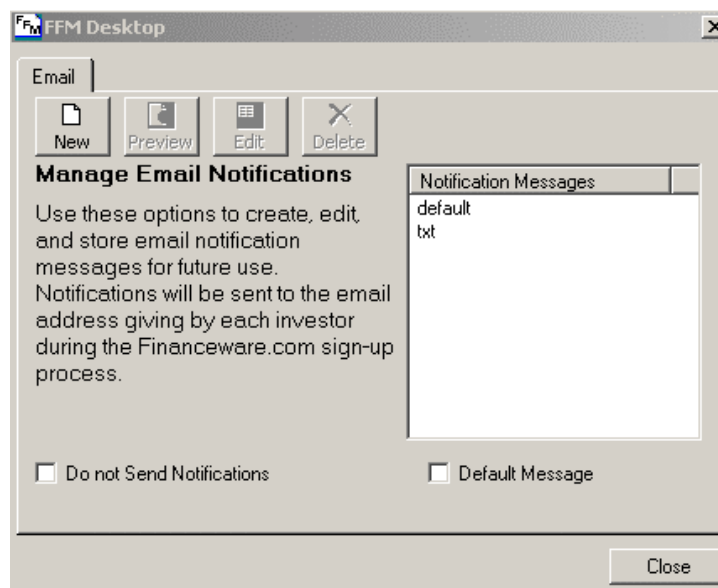 FFM FFM Desktop
Email
New Preview Edit Delete
Manage Email Notifications
Use these options to create, edit,
and store email notification
messages for future use.
Notifications will be sent to the email
address giving by each investor
during the Financeware.com sign-up
process.
Notification Messages
default
txt
Do not Send Notifications
Default Message
Close